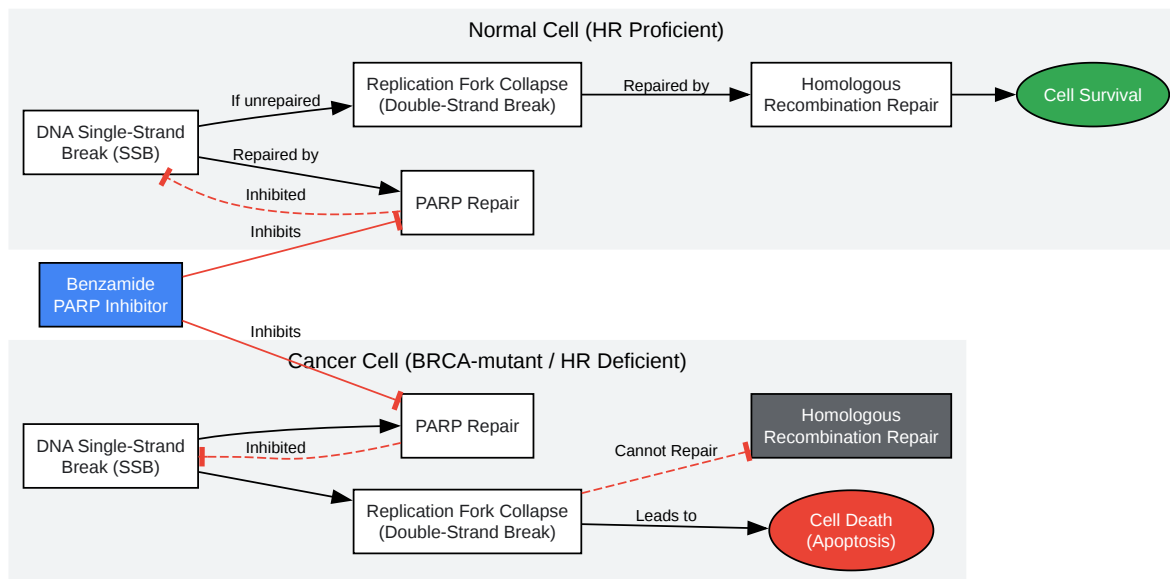 Normal Cell (HR Proficient)
DNA Single-Strand
Break (SSB)
If unrepaired
Replication Fork Collapse
(Double-Strand Break)
Repaired by
Homologous
Recombination Repair
Cell Survival
Repaired by
Inhibited
PARP Repair
Inhibits
Benzamide
PARP Inhibitor
Inhibits
Cancer Cell (BRCA-mutant / HR Deficient)
DNA Single-Strand
Break (SSB)
Inhibited
PARP Repair
Cannot Repair
Homologous
Recombination Repair
Replication Fork Collapse
(Double-Strand Break)
Leads to
Cell Death
(Apoptosis)